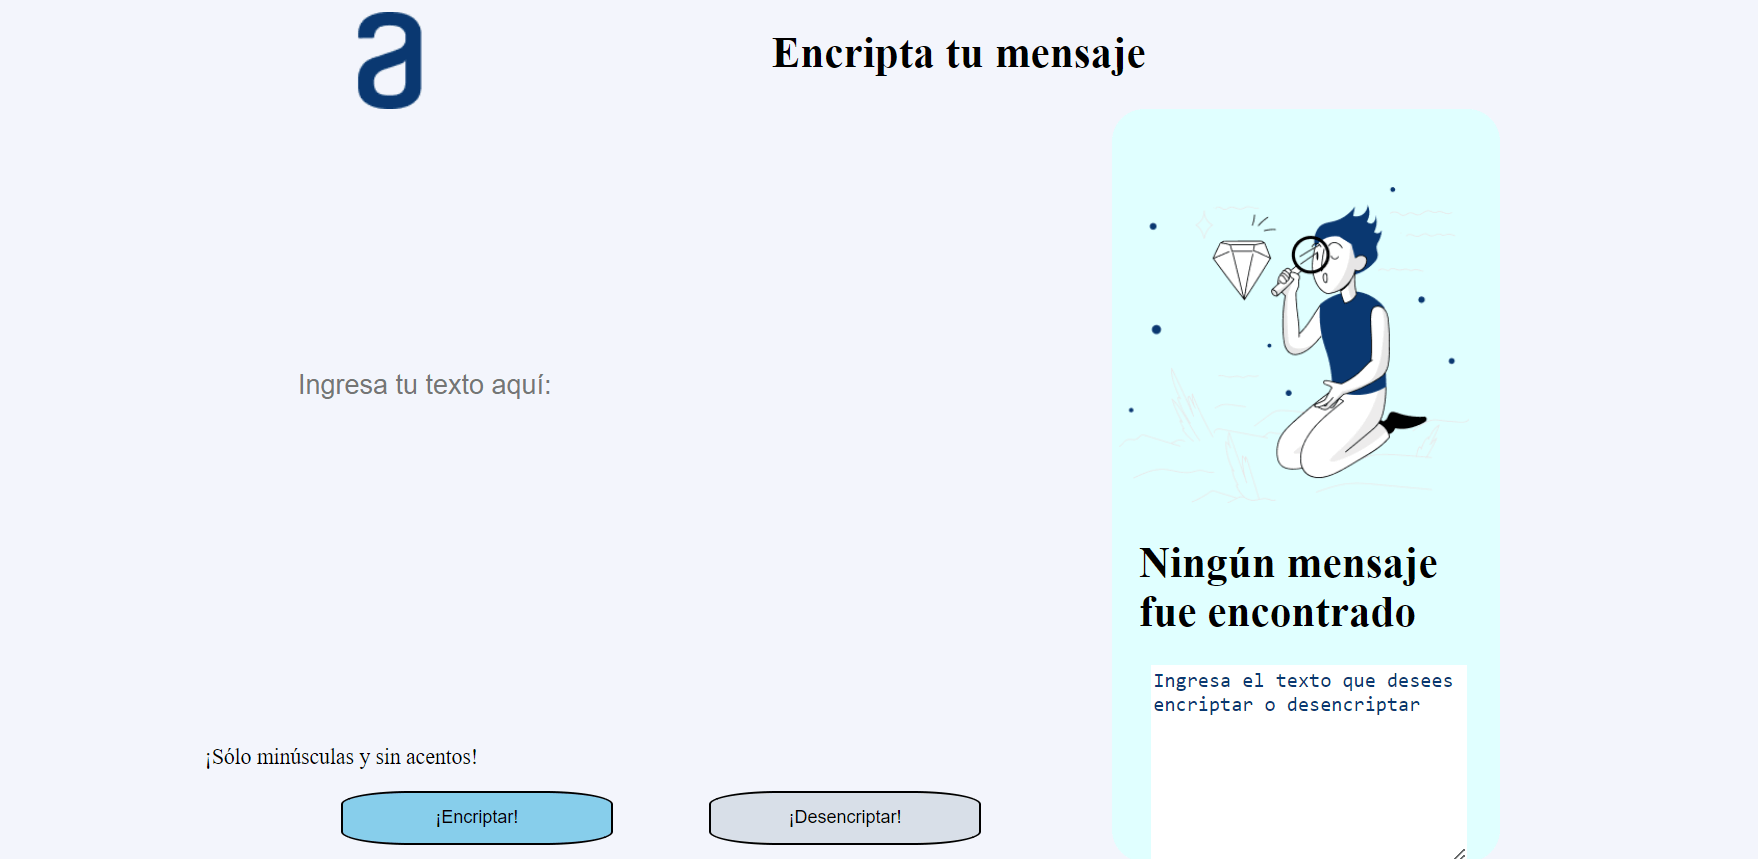 a
Encripta tu mensaje
Ingresa tu texto aquí:
¡Sólo minúsculas y sin acentos!
¡Encriptar!
¡Desencriptar!
Ningún mensaje
fue encontrado
Ingresa el texto que desees
encriptar o desencriptar